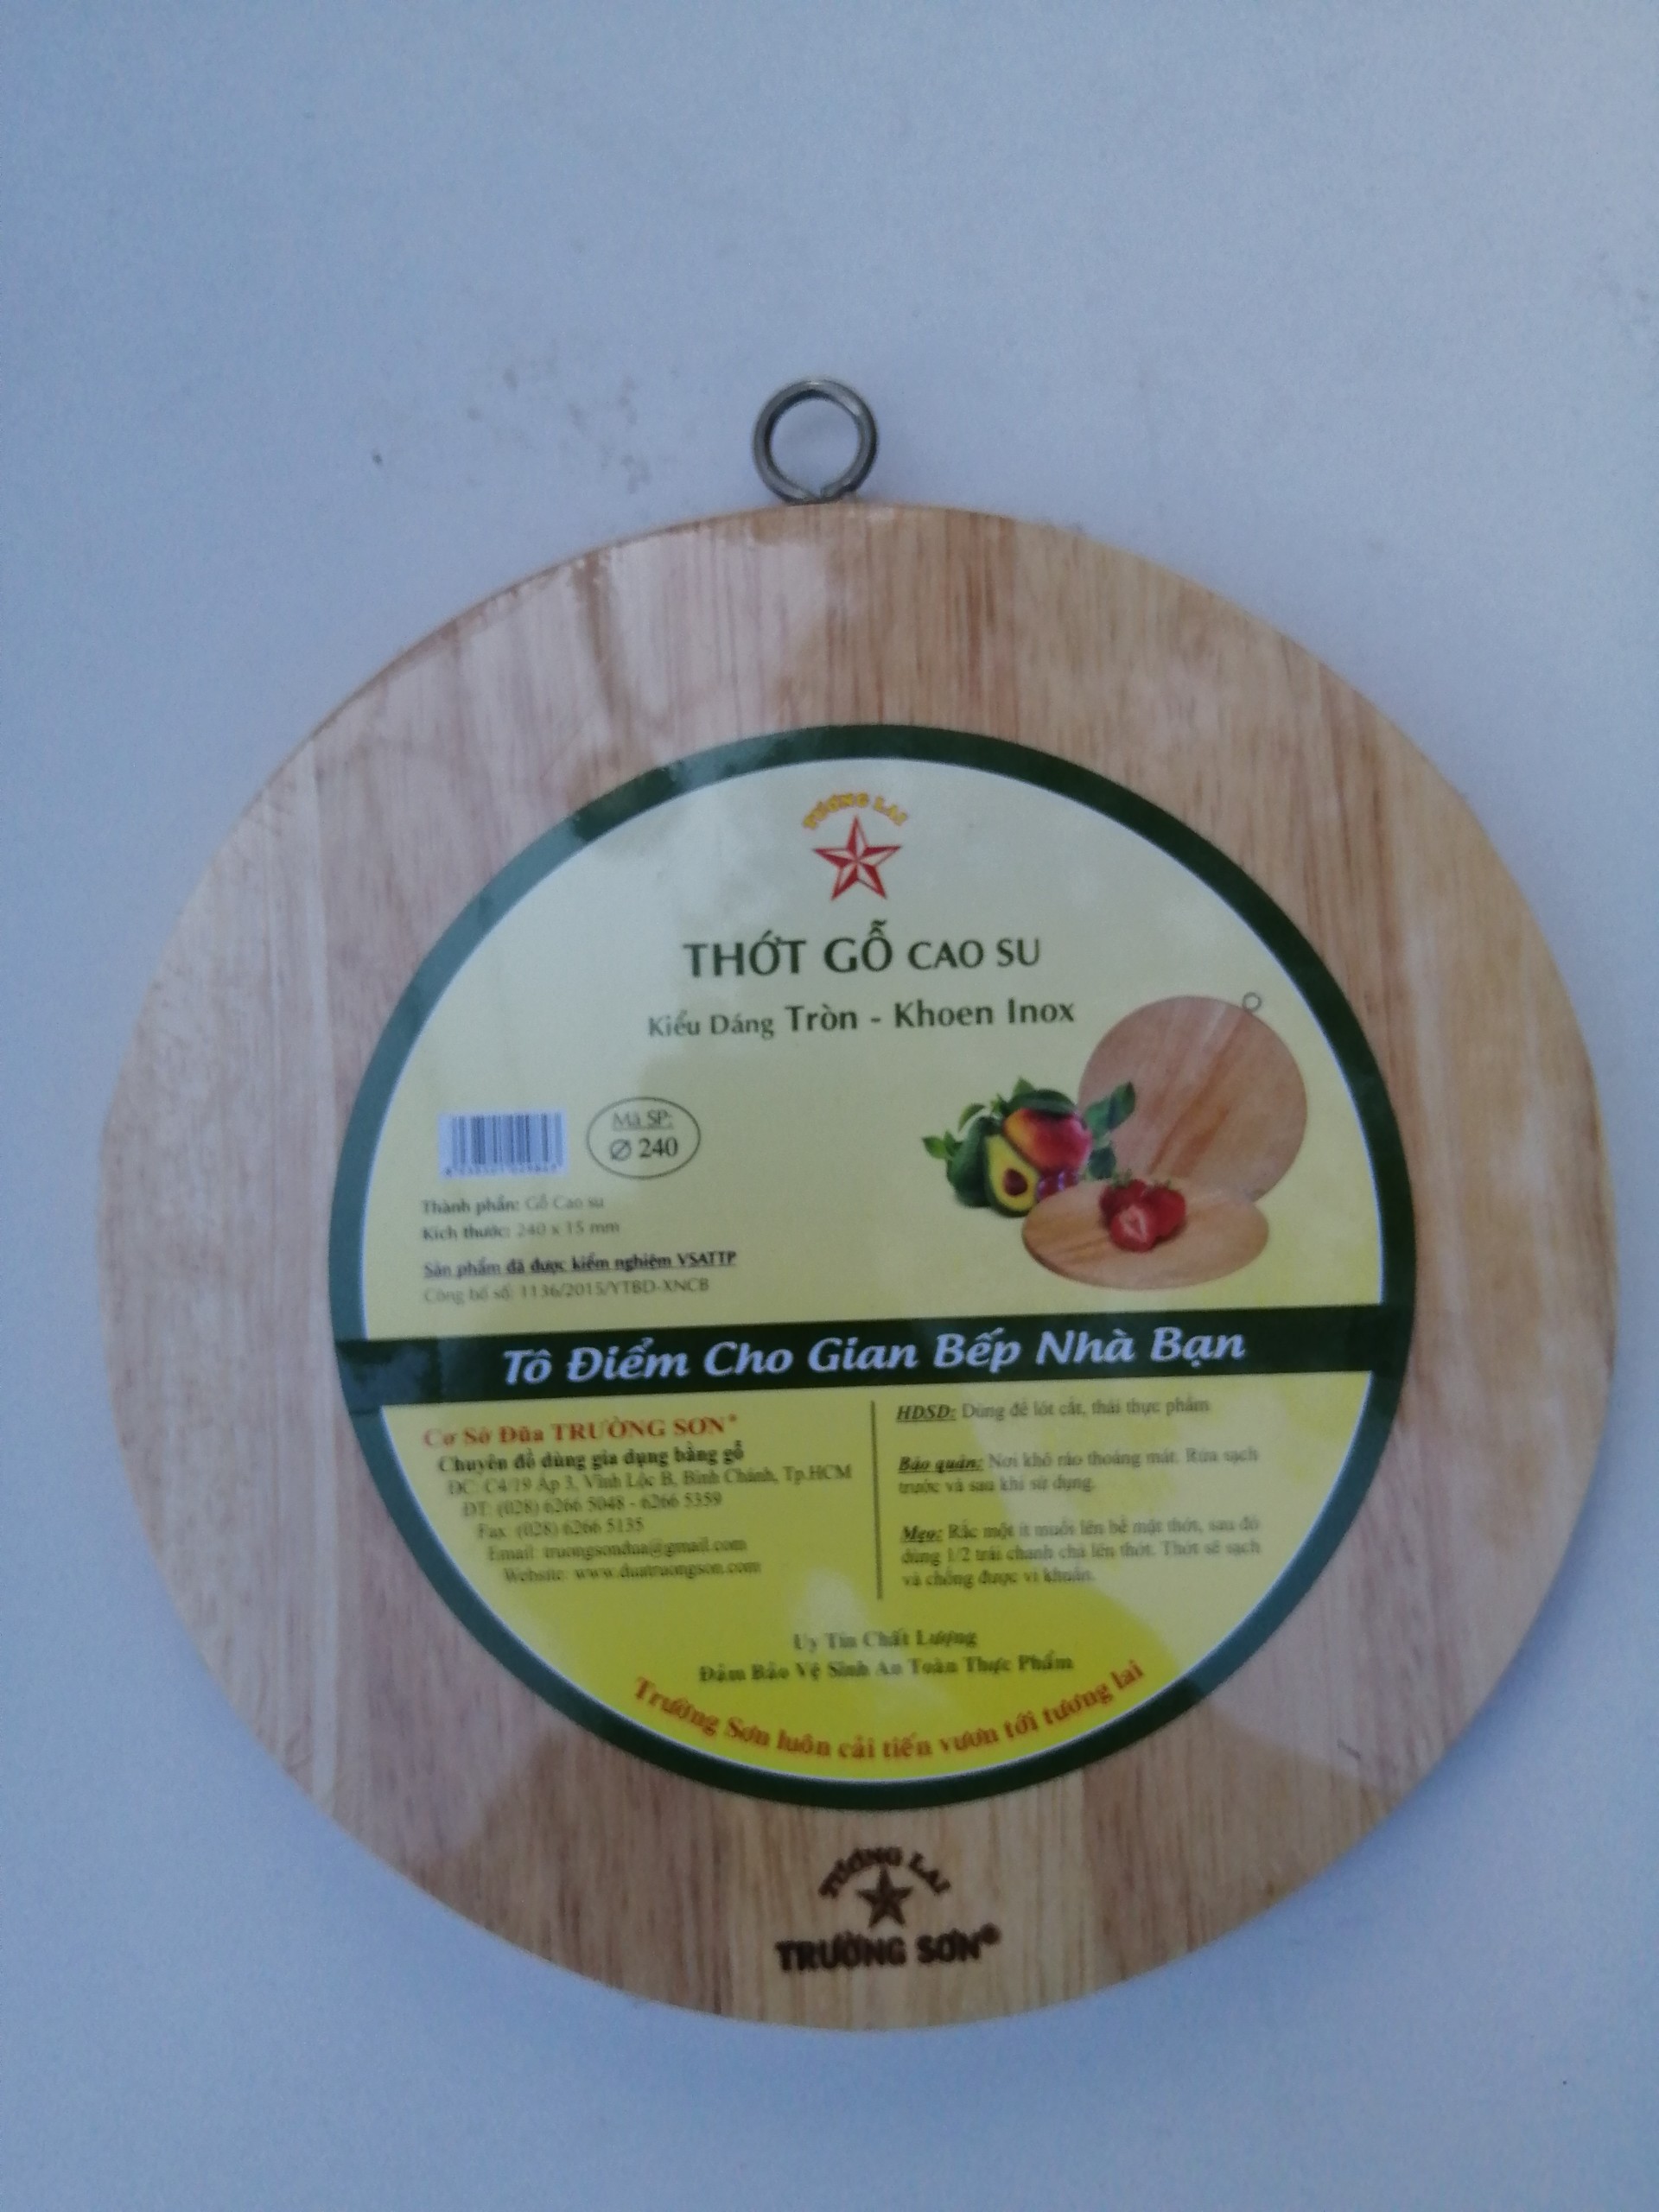 TƯƠNG LAI
THỚT GỖ CAO SU
Kiểu Dáng Tròn - Khoen Inox
Mã SP:
Ø 240
Thành phần: Gỗ Cao su
Kích thước: 240 x 15 mm
Sản phẩm đã được kiểm nghiệm VSATTP
Công bố số: 1136/2015/YTBD-XNCB
Tô Điểm Cho Gian Bếp Nhà Bạn
Cơ Sở Đũa TRƯỜNG SƠN®
Chuyên đồ dùng gia dụng bằng gỗ
ĐC: C4/19 Ấp 3, Vĩnh Lộc B, Bình Chánh, Tp.HCM
ĐT: (028) 6266 5048 - 6266 5359
Fax: (028) 6266 5135
Email: truongsondua@gmail.com
Website: www.duatruongson.com
HDSD: Dùng để lót cắt, thái thực phẩm
Bảo quản: Nơi khô ráo thoáng mát. Rửa sạch
trước và sau khi sử dụng.
Mẹo: Rắc một ít muối lên bề mặt thớt, sau đó
dùng 1/2 trái chanh chà lên thớt. Thớt sẽ sạch
và chống được vi khuẩn.
Uy Tín Chất Lượng
Đảm Bảo Vệ Sinh An Toàn Thực Phẩm
Trường Sơn luôn cải tiến vươn tới tương lai
TƯƠNG LAI
TRƯỜNG SƠN®